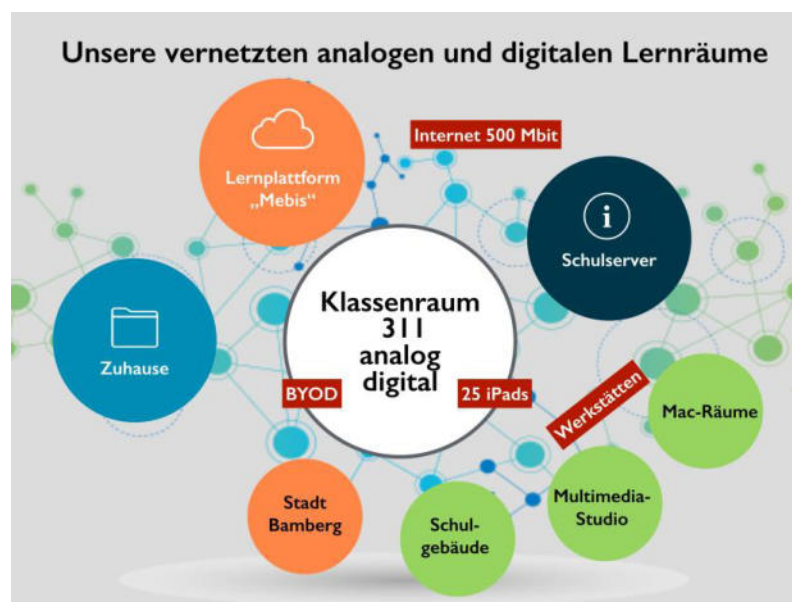 Unsere vernetzten analogen und digitalen Lernräume
Internet 500 Mbit
Lernplattform
„Mebis“
Schulserver
Zuhause
Klassenraum
311
analog
digital
BYOD
25 iPads
Werkstätten
Mac-Räume
Multimedia-
Studio
Stadt
Bamberg
Schul-
gebäude